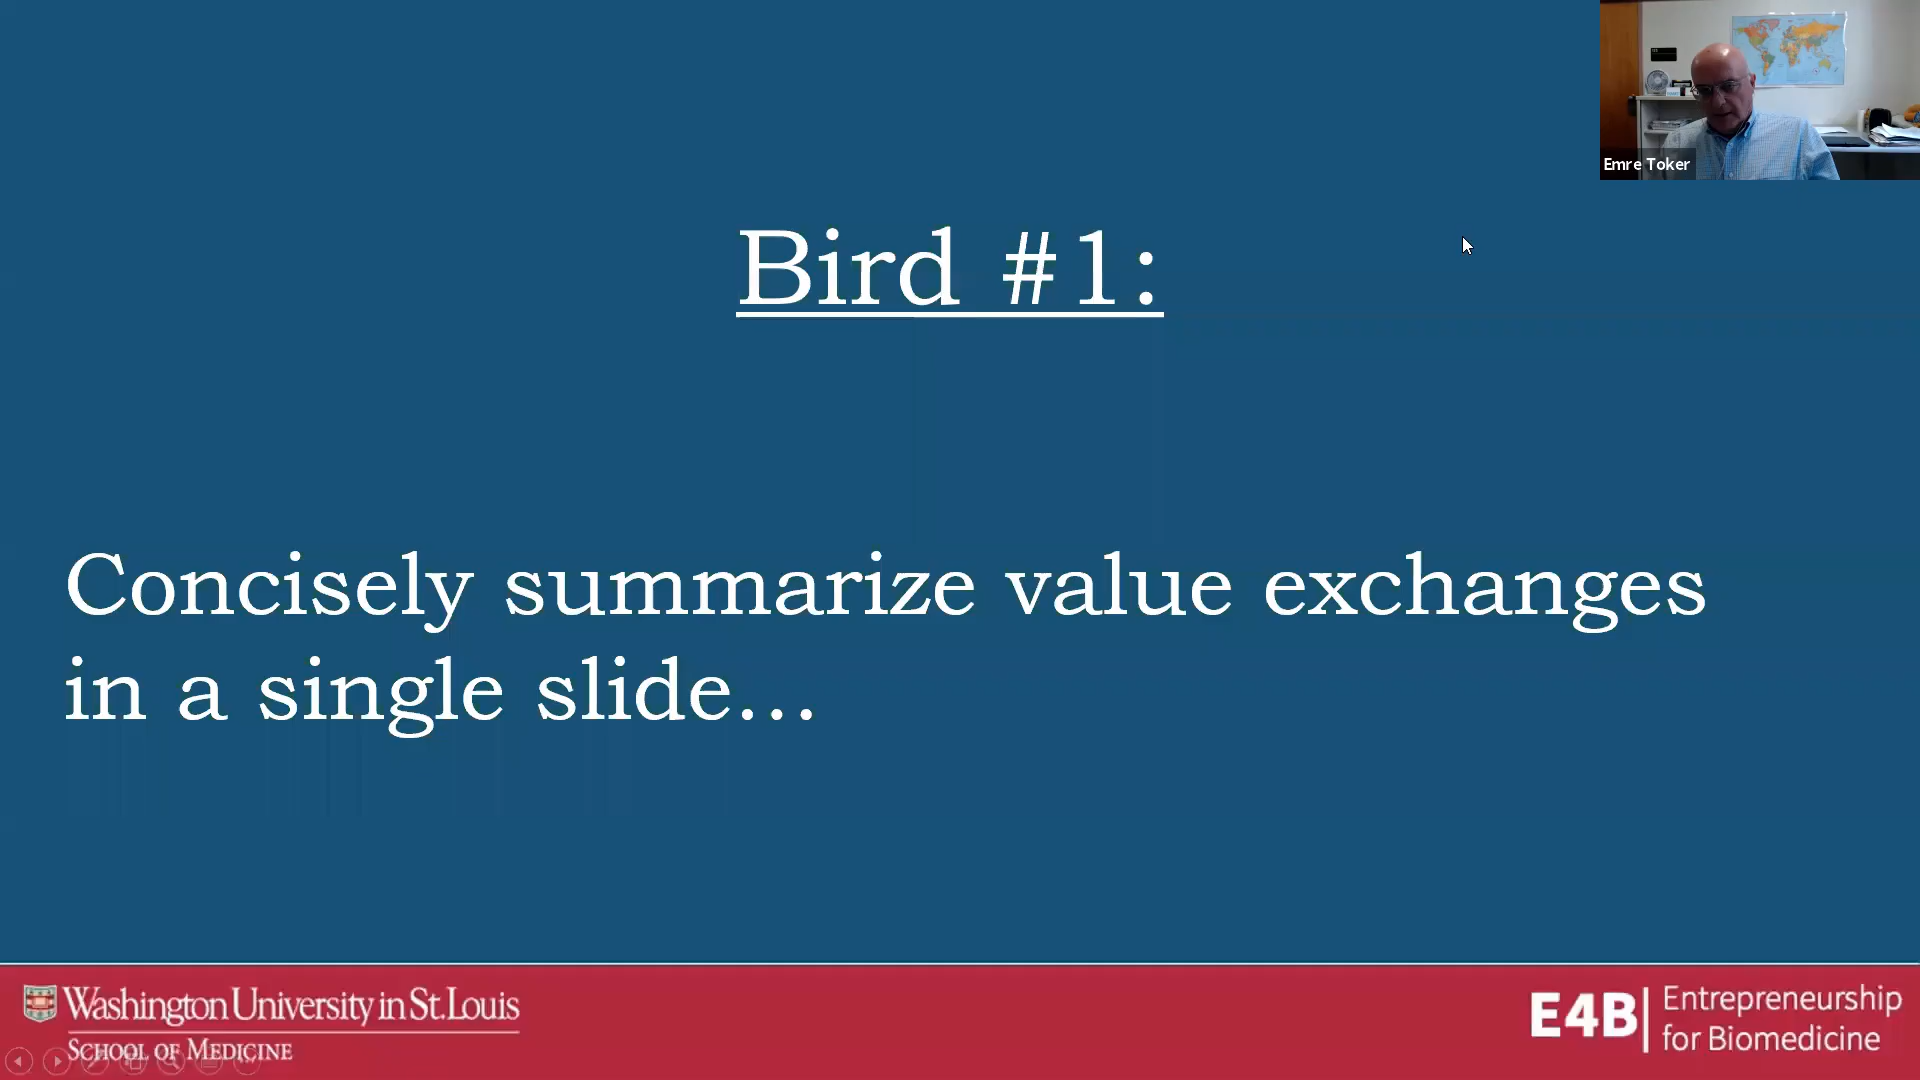 Emre Toker
Bird #1:
Concisely summarize value exchanges
in a single slide...
Washington University in St. Louis
SCHOOL OF MEDICINE
E4B
Entrepreneurship
for Biomedicine